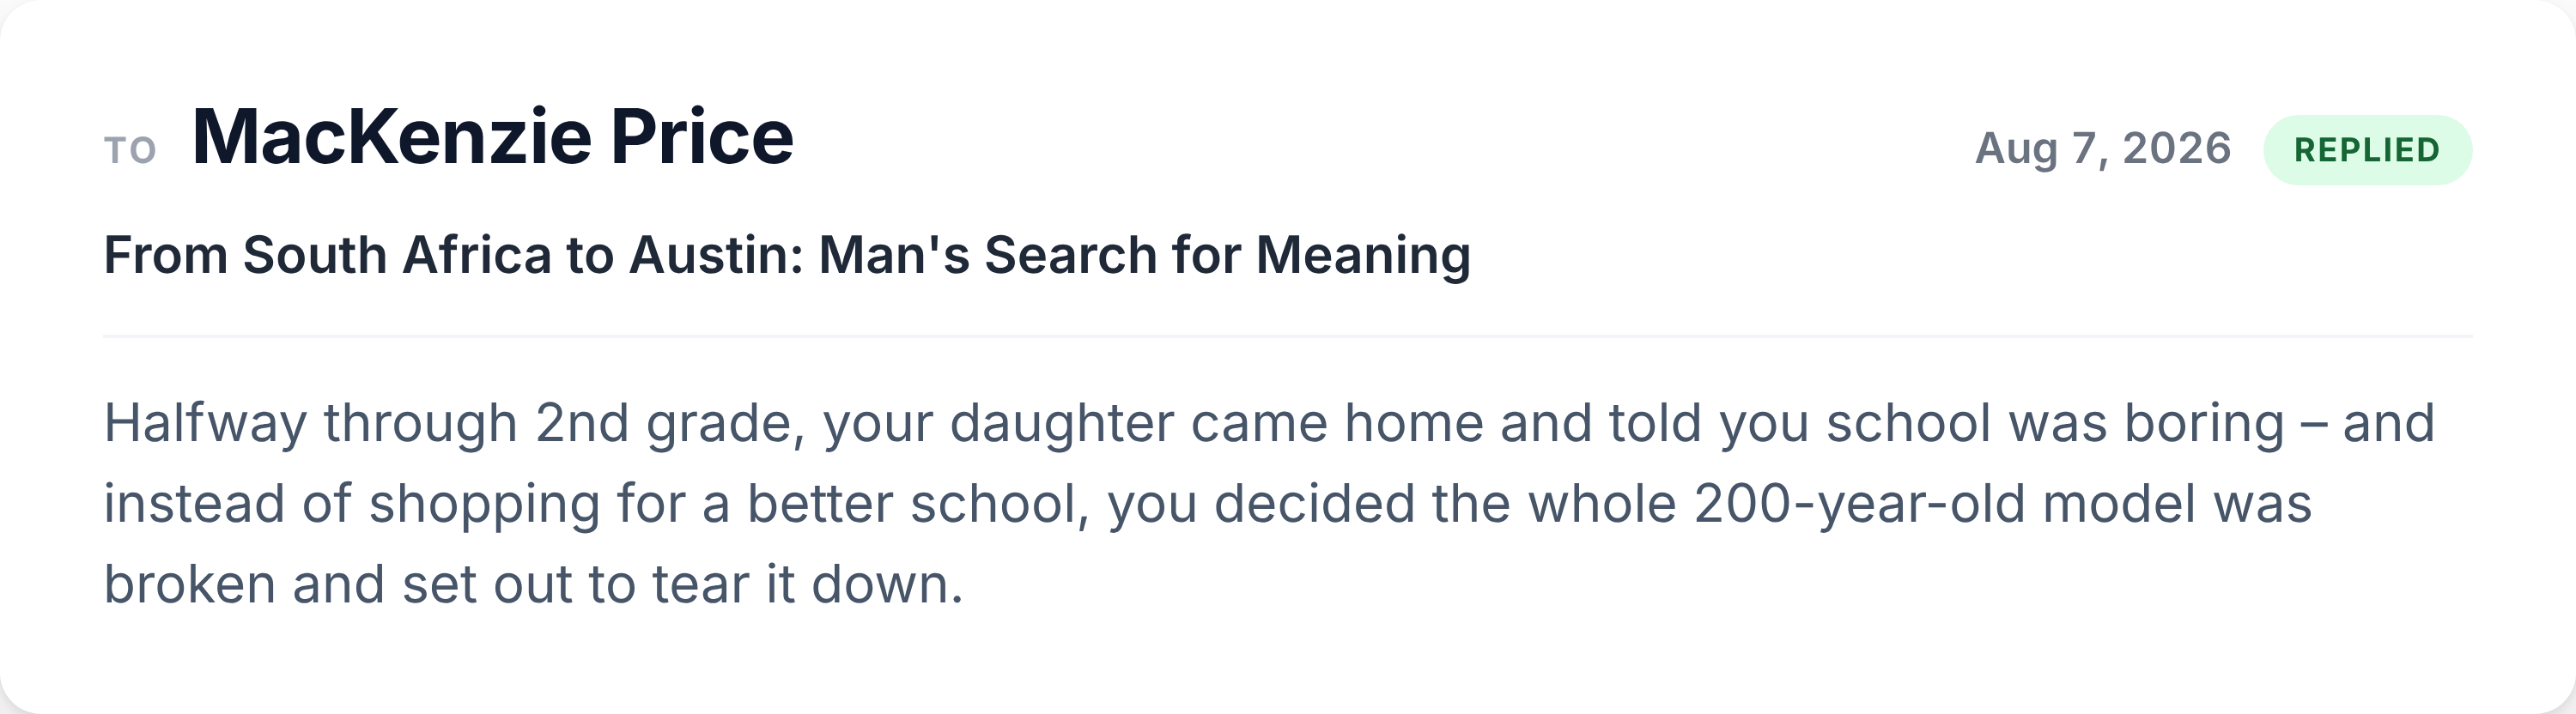 TO MacKenzie Price
Aug 7, 2026 REPLIED
From South Africa to Austin: Man's Search for Meaning
Halfway through 2nd grade, your daughter came home and told you school was boring – and
instead of shopping for a better school, you decided the whole 200-year-old model was
broken and set out to tear it down.